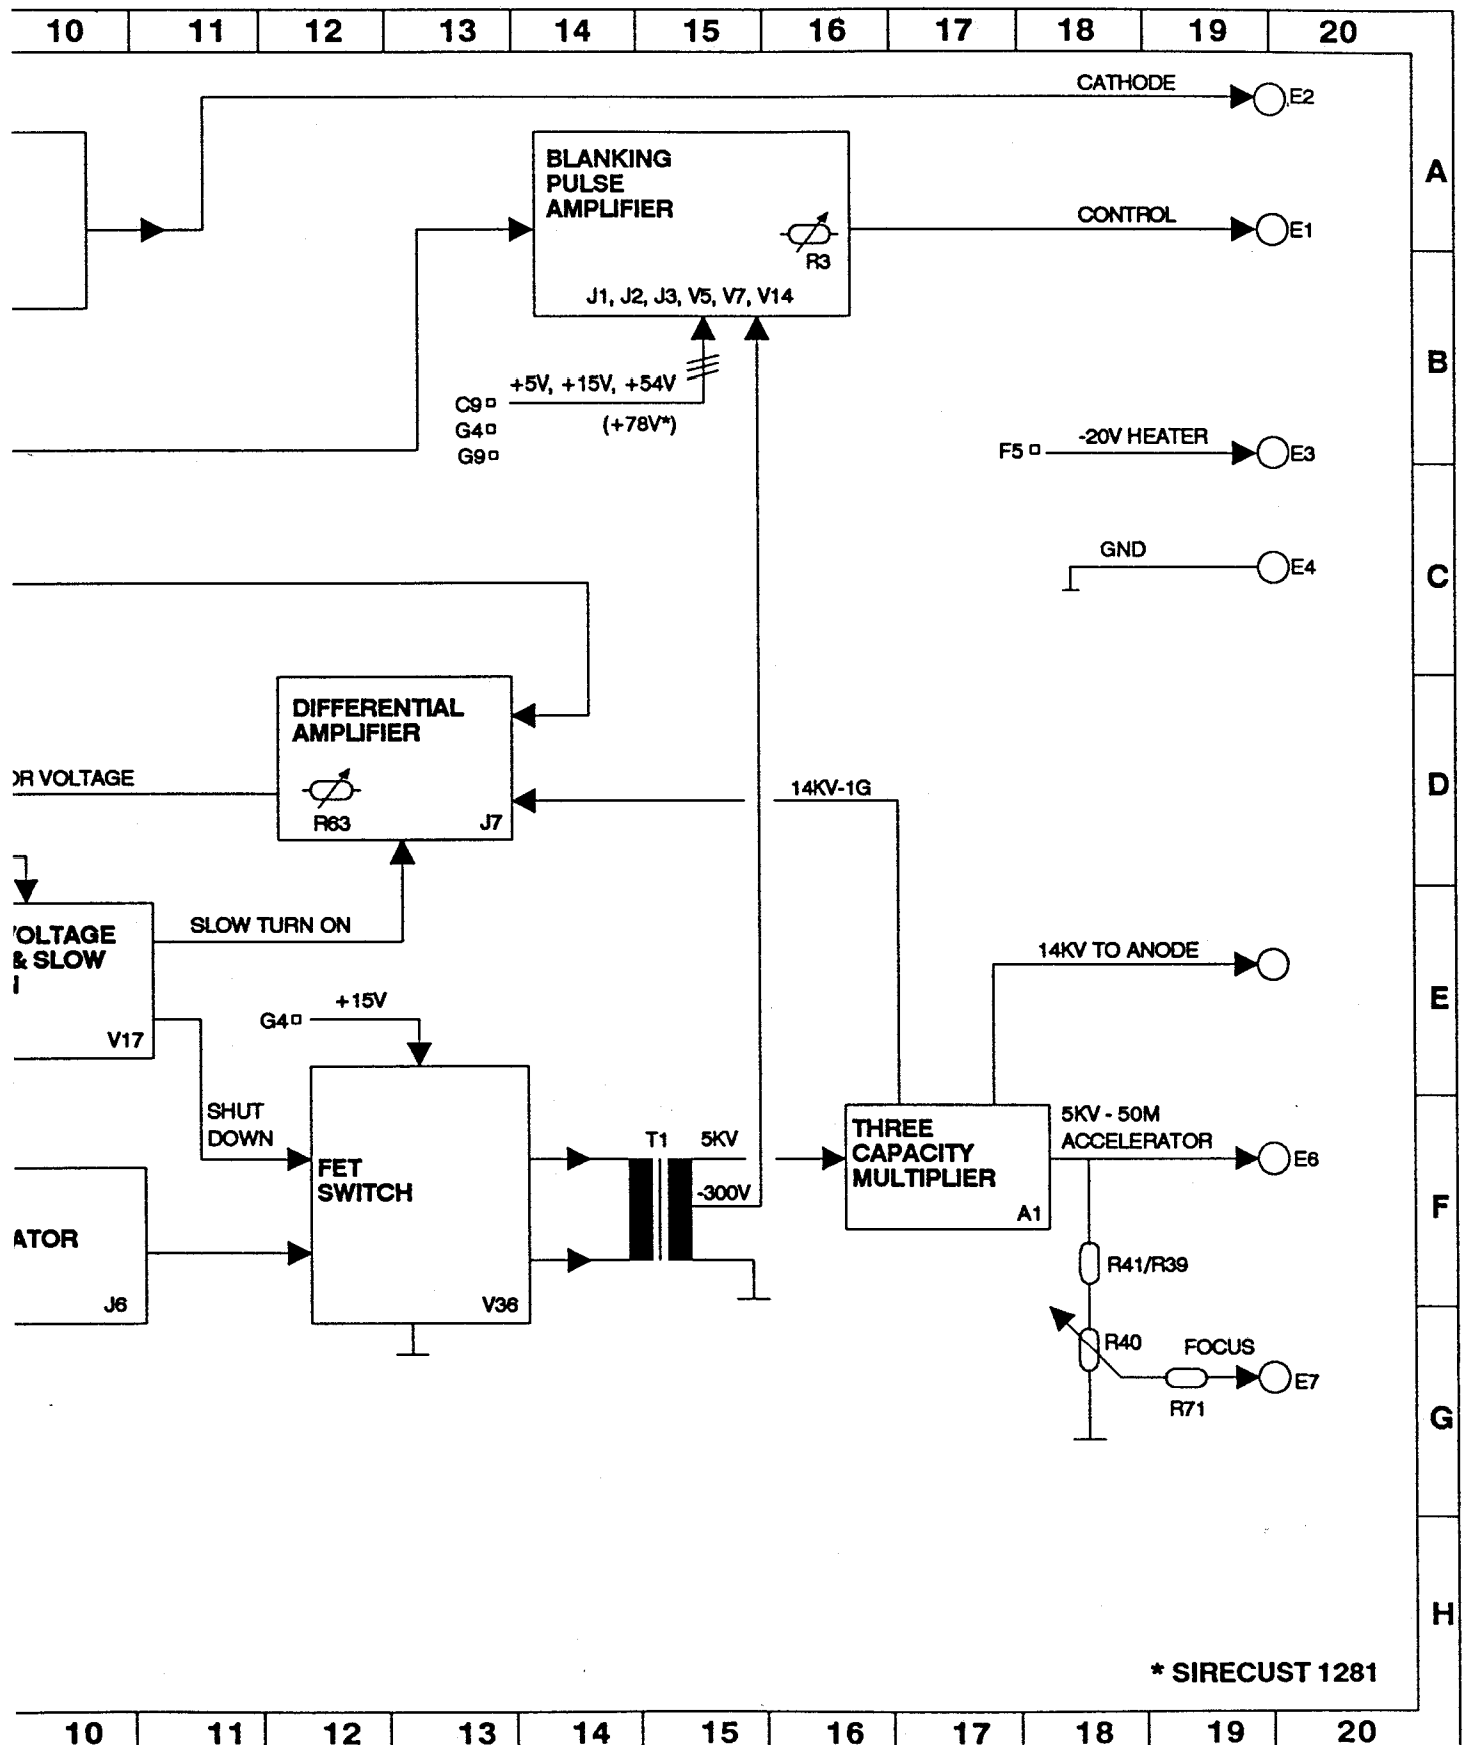 10 11 12 13 14 15 16 17 18 19 20
CATHODE
E2
BLANKING
PULSE
AMPLIFIER
A
CONTROL
E1
R3
J1, J2, J3, V5, V7, V14
B
+5V, +15V, +54V
C9
(+78V*)
G4
G9
-20V HEATER
F5
E3
GND
E4
C
DIFFERENTIAL
AMPLIFIER
OR VOLTAGE
D
14KV-1G
R63
J7
SLOW TURN ON
VOLTAGE
& SLOW
14KV TO ANODE
E
+15V
G4
V17
SHUT
DOWN
5KV - 50M
ACCELERATOR
THREE
CAPACITY
MULTIPLIER
T1
5KV
E6
FET
SWITCH
-300V
A1
F
ATOR
R41/R39
J6
V36
R40
FOCUS
E7
R71
G
H
* SIRECUST 1281
10 11 12 13 14 15 16 17 18 19 20